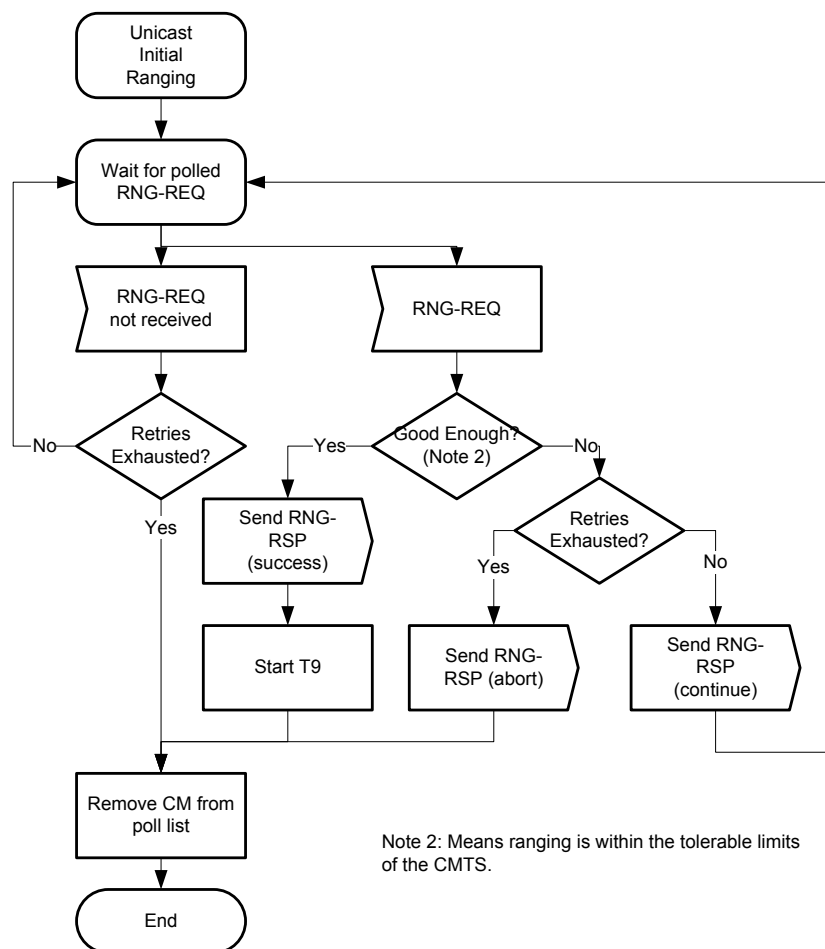 Unicast
Initial
Ranging
Wait for polled
RNG-REQ
RNG-REQ
not received
RNG-REQ
Retries
Exhausted?
No
Yes
Good Enough?
(Note 2)
Yes
No
Send RNG-
RSP
(success)
Retries
Exhausted?
Yes
No
Start T9
Send RNG-
RSP (abort)
Send RNG-
RSP
(continue)
Remove CM from
poll list
Note 2: Means ranging is within the tolerable limits
of the CMTS.
End